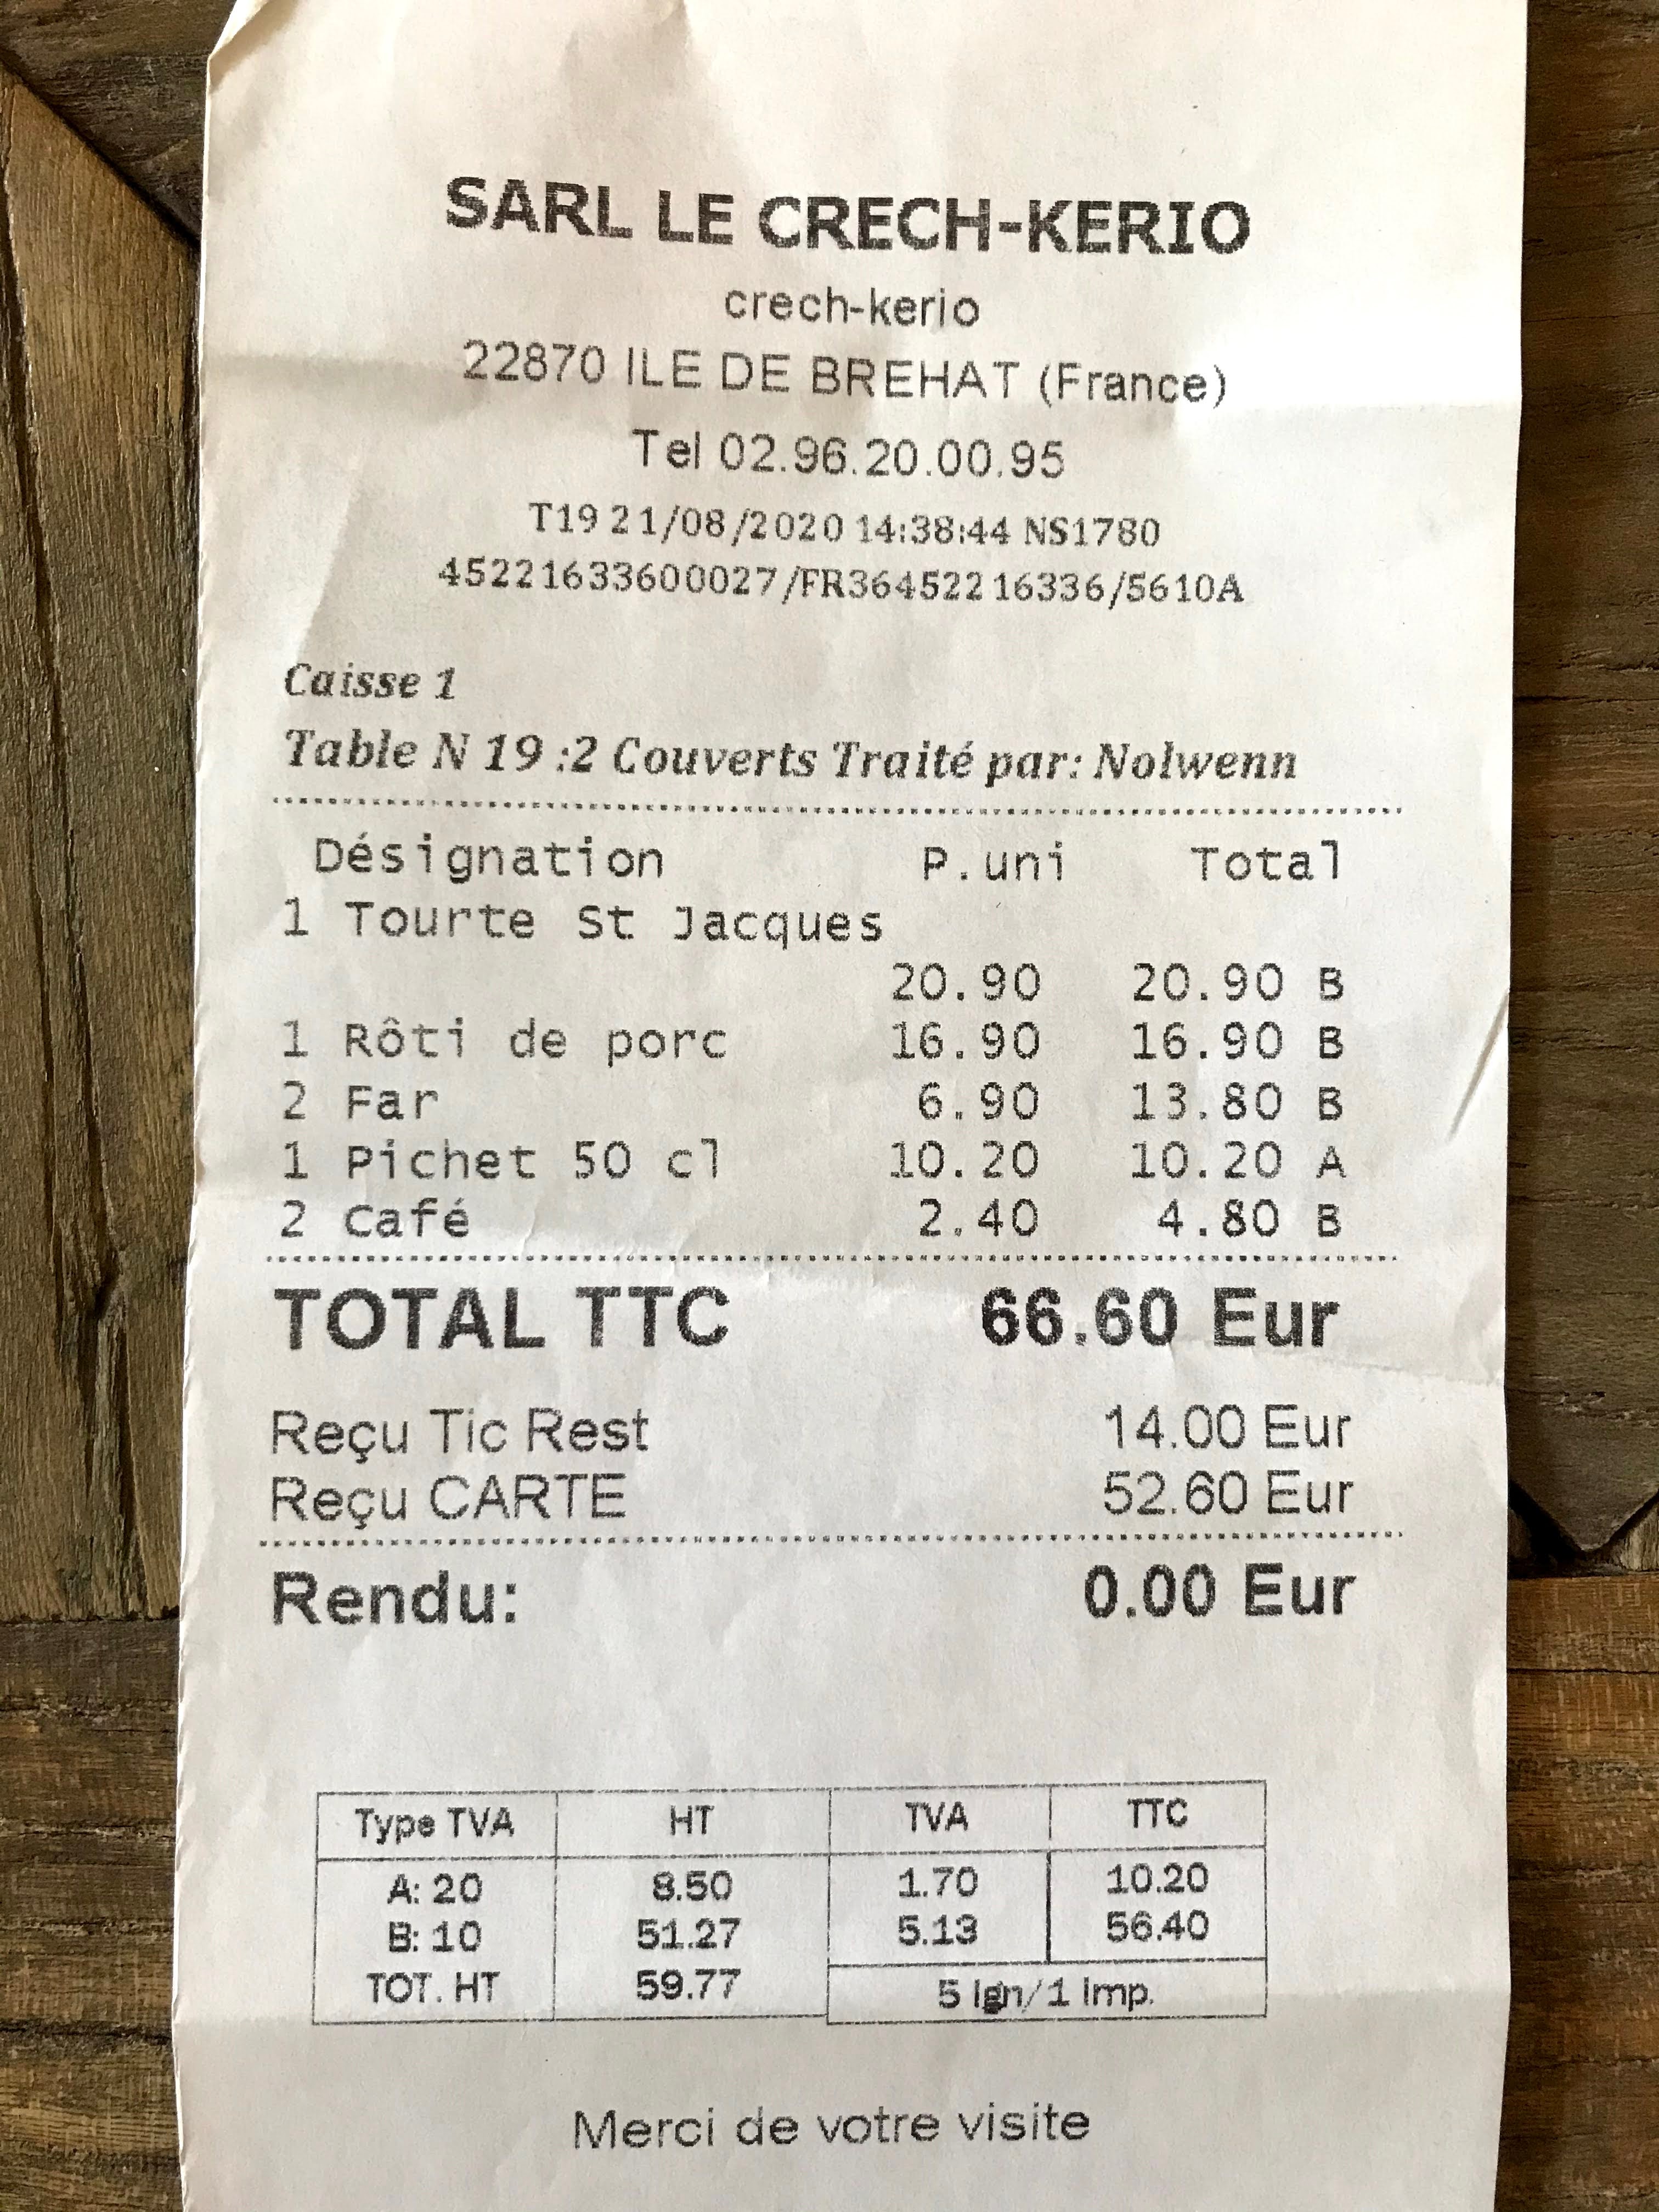 SARL LE CRECH-KERIO
crech-kerio
22870 ILE DE BREHAT (France)
Tel 02.96.20.00.95
T19 21/08/2020 14:38:44 NS1780
45221633600027/FR36452216336/5610A
Caisse 1
Table N 19 :2 Couverts Traité par: Nolwenn
Désignation P.uni Total
1 Tourte St Jacques
20.90 20.90 B
1 Rôti de porc 16.90 16.90 B
2 Far 6.90 13.80 B
1 Pichet 50 cl 10.20 10.20 A
2 Café 2.40 4.80 B
TOTAL TTC 66.60 Eur
Reçu Tic Rest 14.00 Eur
Reçu CARTE 52.60 Eur
Rendu: 0.00 Eur
Type TVA HT TVA TTC
A: 20 8.50 1.70 10.20
B: 10 51.27 5.13 56.40
TOT. HT 59.77 5 lgn/1 Imp.
Merci de votre visite